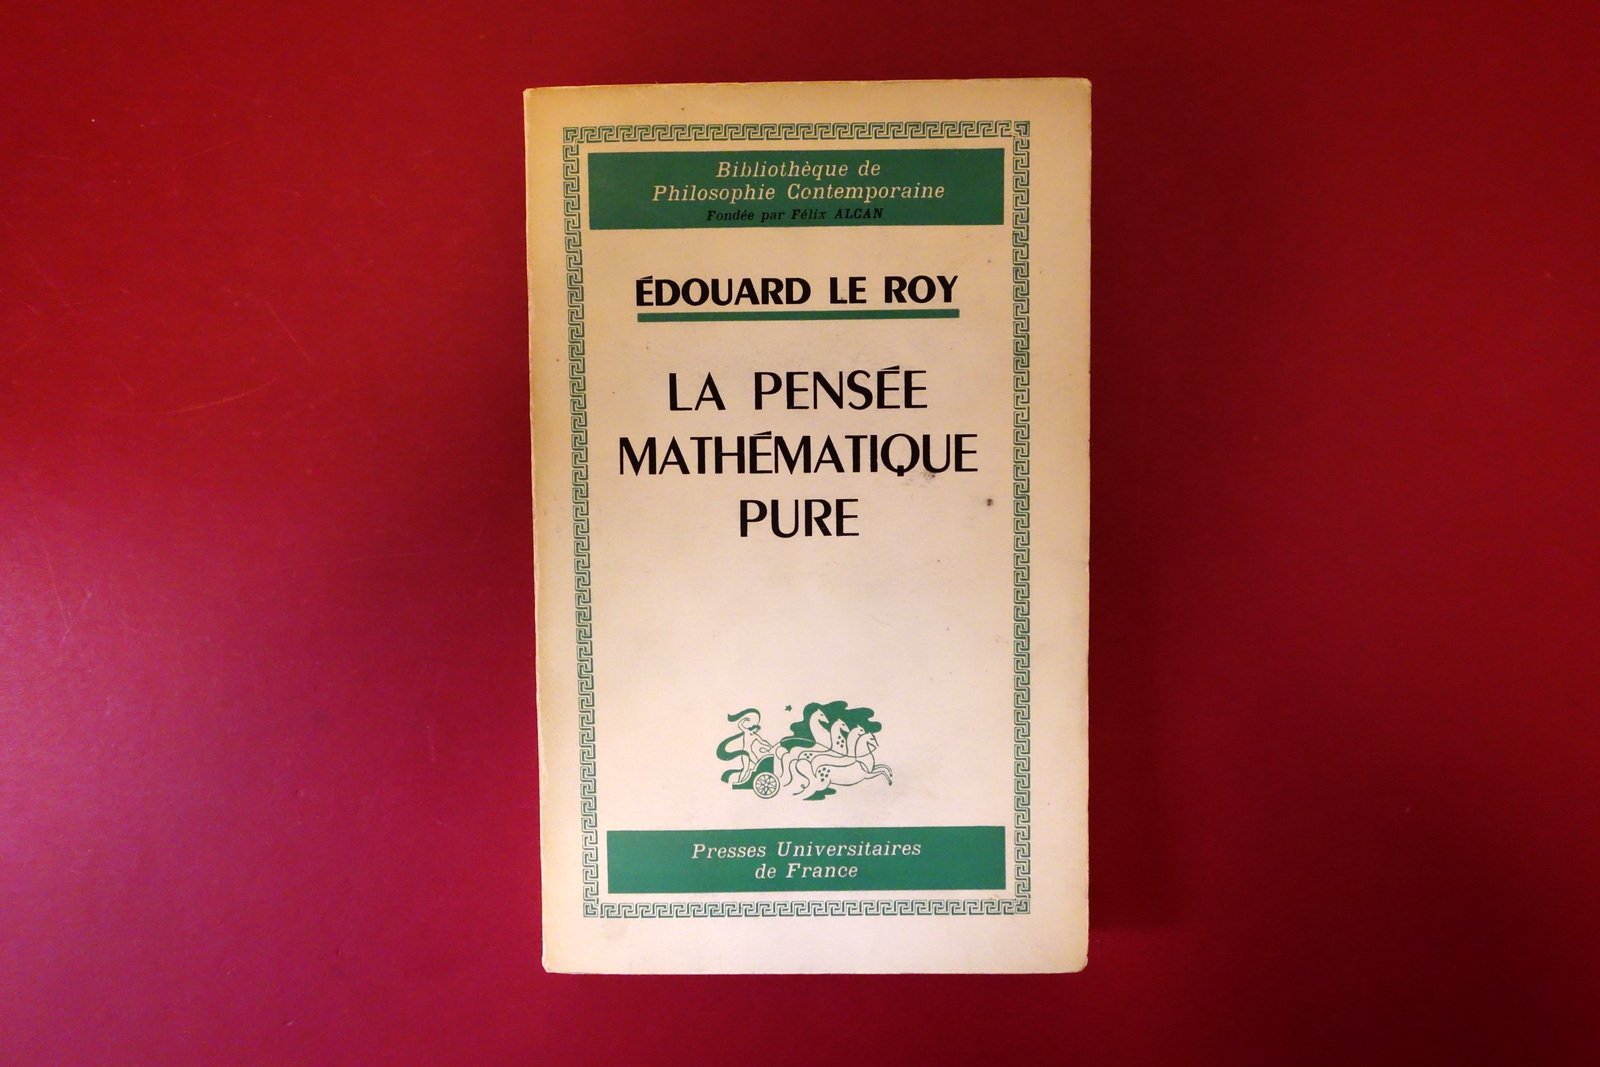 Bibliothèque de
Philosophie Contemporaine
Fondée par Félix ALCAN
ÉDOUARD LE ROY
LA PENSÉE
MATHÉMATIQUE
PURE
Presses Universitaires
de France